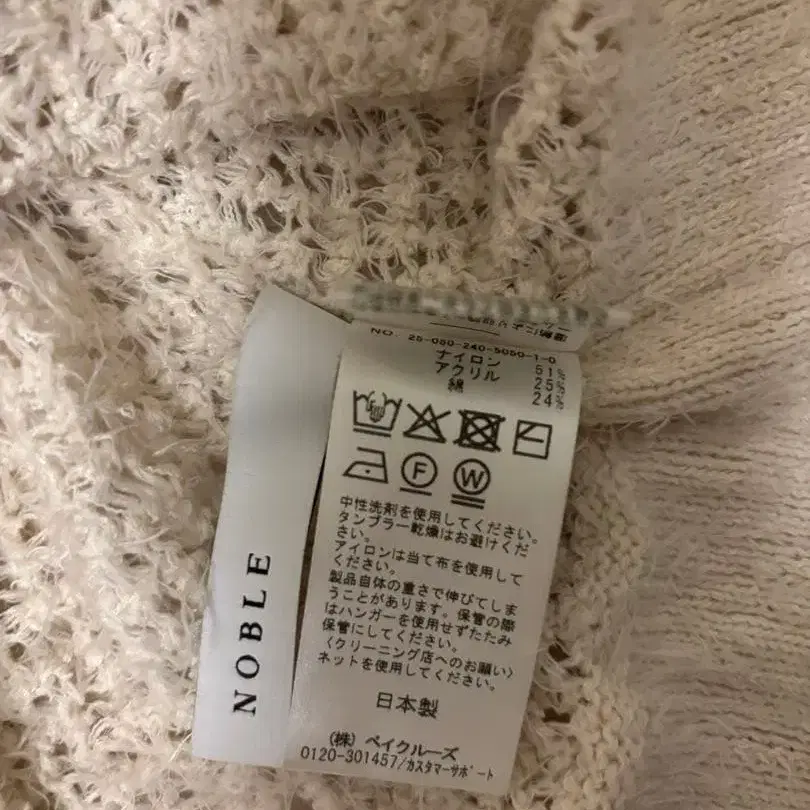 NOBLE
NO. 25-080-240-5050-1-0
ナイロン 51%
アクリル 25%
綿 24%
F
W
中性洗剤を使用してください。
タンブラー乾燥はお避けくだ
さい。
アイロンは当て布を使用して
ください。
製品自体の重さで伸びてしま
うことがあります。保管の際
はハンガーを使用せずたたみ
保管にしてください。
〈クリーニング店へのお願い〉
ネットを使用してください。
日本製
(株) ベイクルーズ
0120-301457/カスタマーサポート